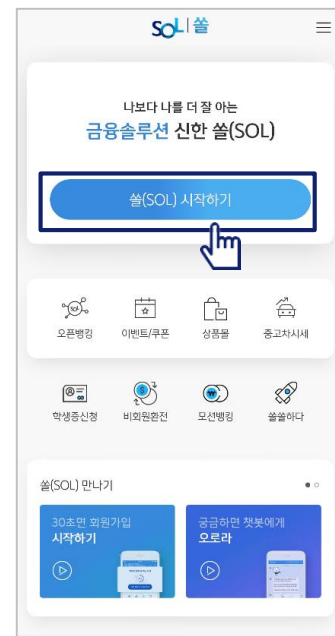 SOL 쏠
나보다 나를 더 잘 아는
금융솔루션 신한 쏠(SOL)
쏠(SOL) 시작하기
오픈뱅킹 이벤트/쿠폰 상품몰 중고차시세
학생증신청 비회원환전 모션뱅킹 쏠쏠하다
쏠(SOL) 만나기
30초면 회원가입
시작하기
궁금하면 챗봇에게
오로라